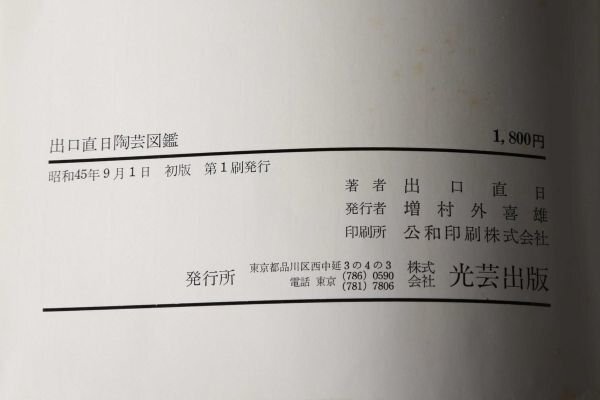 出口直日陶芸図鑑 1,800円
昭和45年9月1日 初版 第1刷発行
著者 出口直日
発行者 増村外喜雄
印刷所 公和印刷株式会社
発行所 東京都品川区西中延3の4の3 電話 東京 (786) 0590 (781) 7806 株式会社 光芸出版